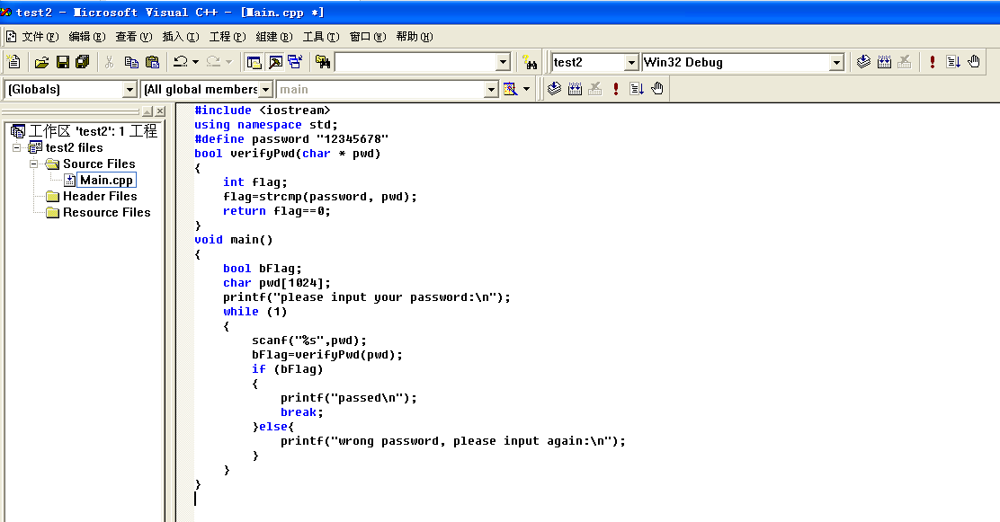 test2 - Microsoft Visual C++ - [Main.cpp *]
文件(F) 编辑(E) 查看(V) 插入(I) 工程(P) 组建(B) 工具(T) 窗口(W) 帮助(H)
test2 Win32 Debug
(Globals) (All global members main
工作区 'test2': 1 工程
test2 files
Source Files
Main.cpp
Header Files
Resource Files
#include <iostream>
using namespace std;
#define password "12345678"
bool verifyPwd(char * pwd)
{
int flag;
flag=strcmp(password, pwd);
return flag==0;
}
void main()
{
bool bFlag;
char pwd[1024];
printf("please input your password:\n");
while (1)
{
scanf("%s",pwd);
bFlag=verifyPwd(pwd);
if (bFlag)
{
printf("passed\n");
break;
}else{
printf("wrong password, please input again:\n");
}
}
}